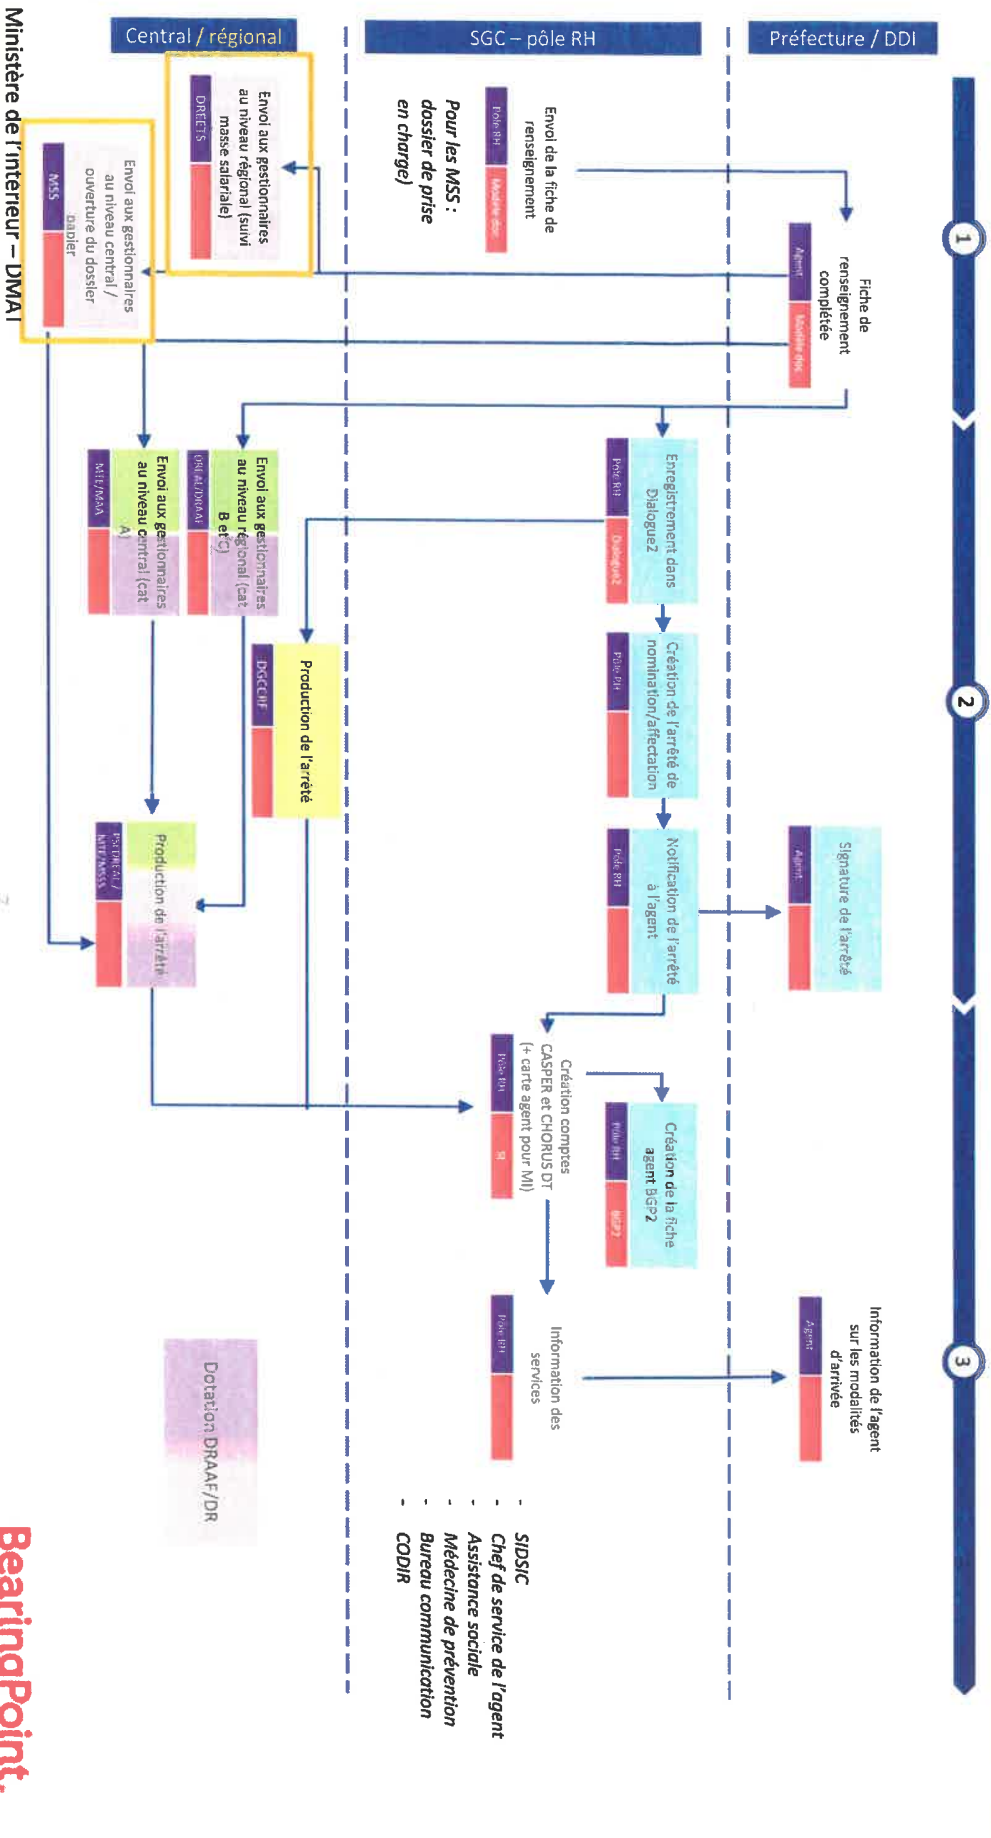 1
2
3
Préfecture / DDI
SGC – pôle RH
Central / régional
Fiche de
renseignement
complétée
Agent
Modèle doc
Signature de l'arrêté
Agent
Information de l'agent
sur les modalités
d'arrivée
Agent
Envoi de la fiche de
renseignement
Pôle RH
Modèle doc
Pour les MSS :
dossier de prise
en charge)
Enregistrement dans
Dialogue2
Pôle RH
Dialogue2
Création de l'arrêté de
nomination/affectation
Pôle RH
Notification de l'arrêté
à l'agent
Pôle RH
Création de la fiche
agent BGP2
Pôle RH
BGP2
Création comptes
CASPER et CHORUS DT
(+ carte agent pour MI)
Pôle RH
SI
Information des
services
Pôle RH
- SIDSIC
- Chef de service de l'agent
- Assistance sociale
- Médecine de prévention
- Bureau communication
- CODIR
Envoi aux gestionnaires
au niveau régional (suivi
masse salariale)
DREETS
Envoi aux gestionnaires
au niveau central /
ouverture du dossier
papier
MSS
Envoi aux gestionnaires
au niveau régional (cat
B et C)
DREAL/DRAAF
Envoi aux gestionnaires
au niveau central (cat
A)
MTE/MAA
Production de l'arrêté
DGCCRF
Production de l'arrêté
PSI DREAL /
MTE/MSSS
Dotation DRAAF/DR
Ministère de l'intérieur – DMAT
7
BearingPoint.